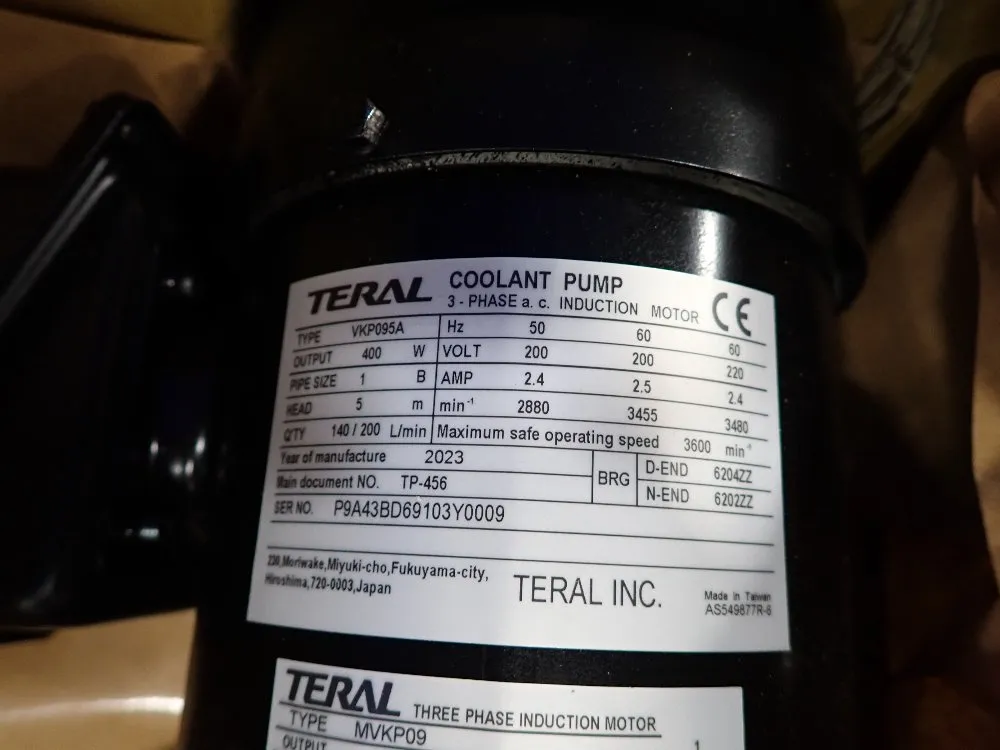 TERAL COOLANT PUMP
3 - PHASE a. c. INDUCTION MOTOR CE
TYPE VKP095A Hz 50 60 60
OUTPUT 400 W VOLT 200 200 220
PIPE SIZE 1 B AMP 2.4 2.5 2.4
HEAD 5 m min⁻¹ 2880 3455 3480
Q'TY 140 / 200 L/min Maximum safe operating speed 3600 min⁻¹
Year of manufacture 2023 BRG D-END 6204ZZ
Main document NO. TP-456 N-END 6202ZZ
SER NO. P9A43BD69103Y0009
230,Moriwake,Miyuki-cho,Fukuyama-city,
Hiroshima,720-0003,Japan
TERAL INC.
Made in Taiwan
AS549877R-6
TERAL THREE PHASE INDUCTION MOTOR
TYPE MVKP09 1
OUTPUT